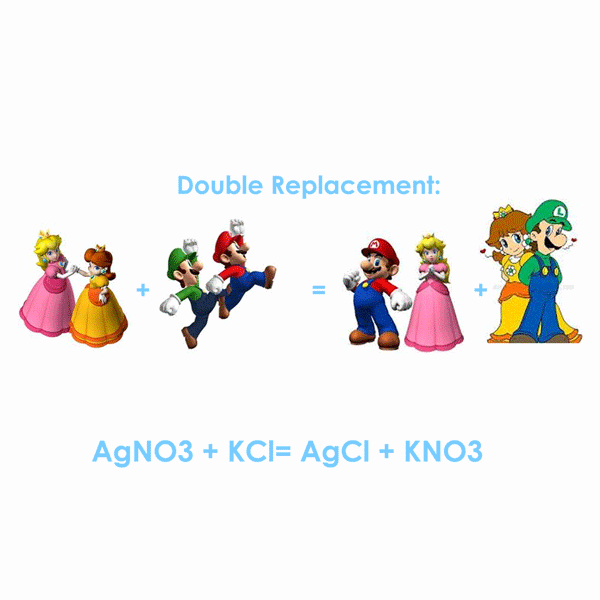 Double Replacement:
+ = +
AgNO3 + KCl= AgCl + KNO3